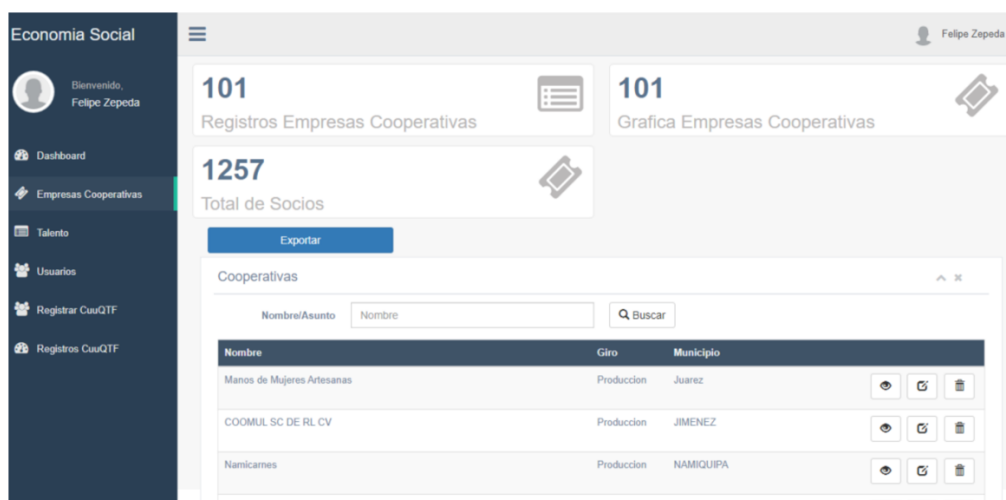 Economia Social
Felipe Zepeda
Bienvenido,
Felipe Zepeda
Dashboard
Empresas Cooperativas
Talento
Usuarios
Registrar CuuQTF
Registros CuuQTF
101
Registros Empresas Cooperativas
101
Grafica Empresas Cooperativas
1257
Total de Socios
Exportar
Cooperativas
Nombre/Asunto Nombre Buscar
Nombre Giro Municipio
Manos de Mujeres Artesanas Produccion Juarez
COOMUL SC DE RL CV Produccion JIMENEZ
Namicarnes Produccion NAMIQUIPA